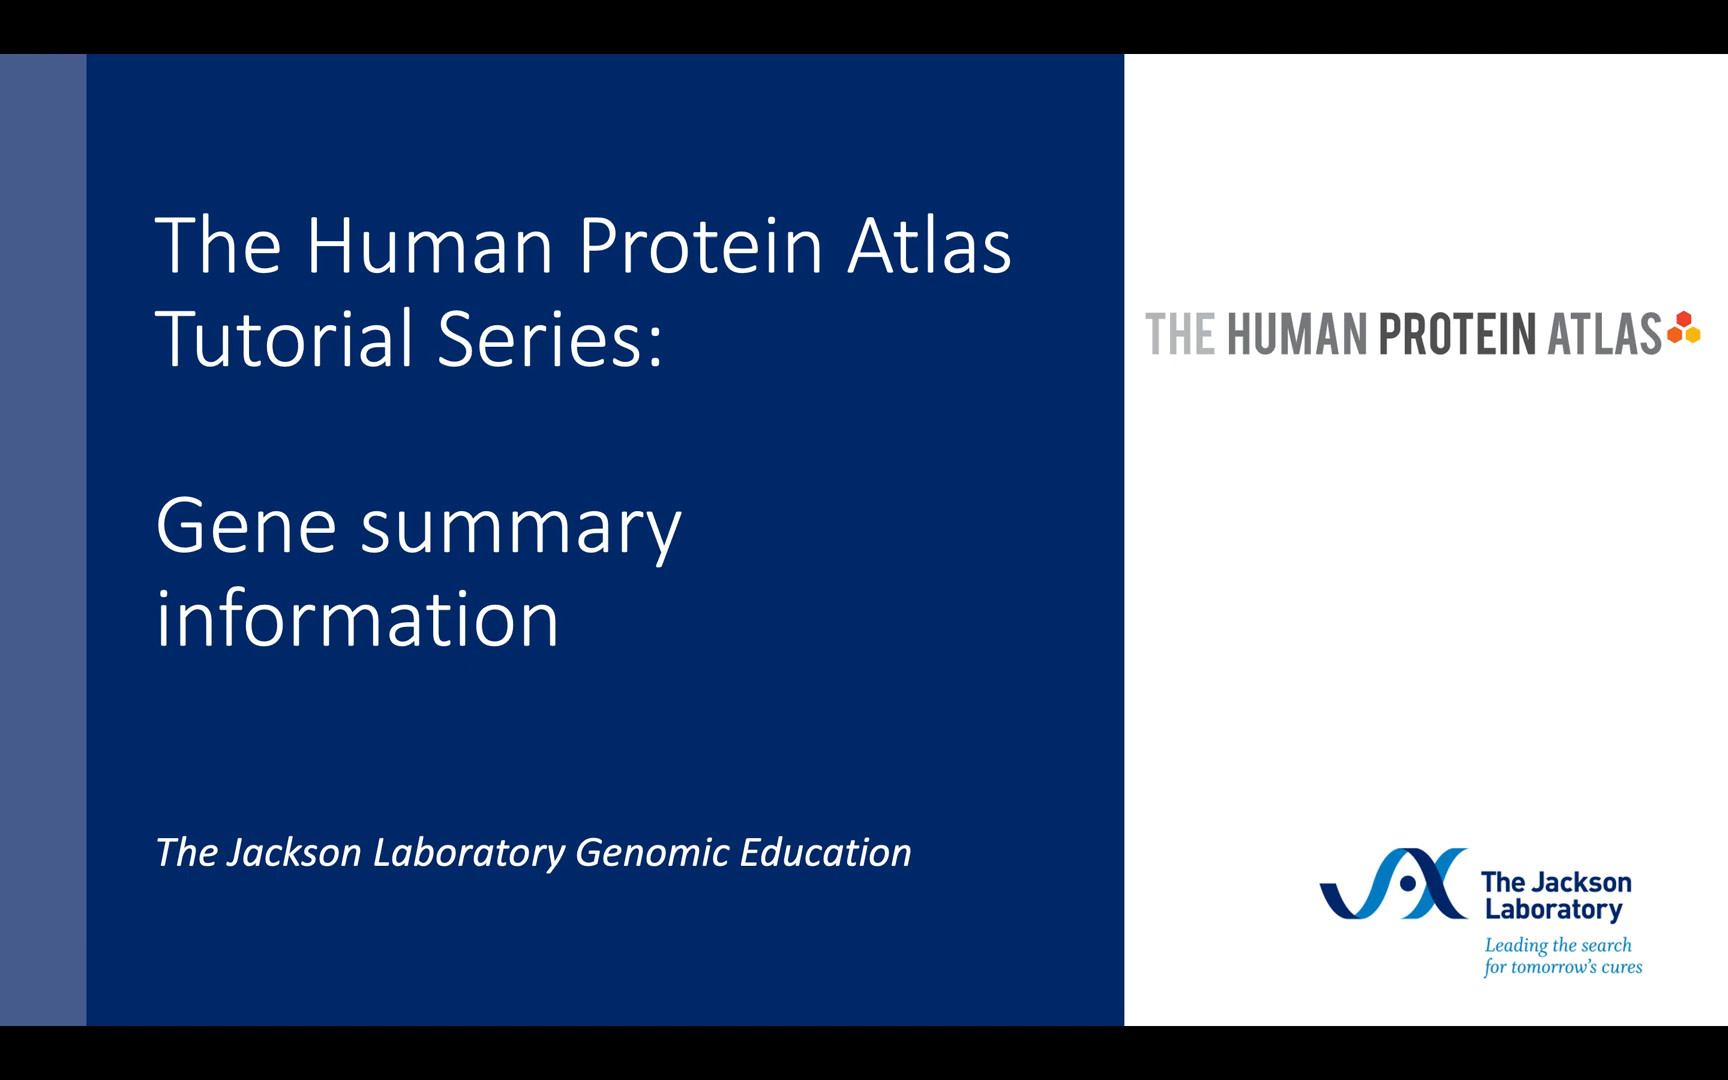 The Human Protein Atlas
Tutorial Series:
Gene summary
information
The Jackson Laboratory Genomic Education
THE HUMAN PROTEIN ATLAS
The Jackson
Laboratory
Leading the search
for tomorrow's cures